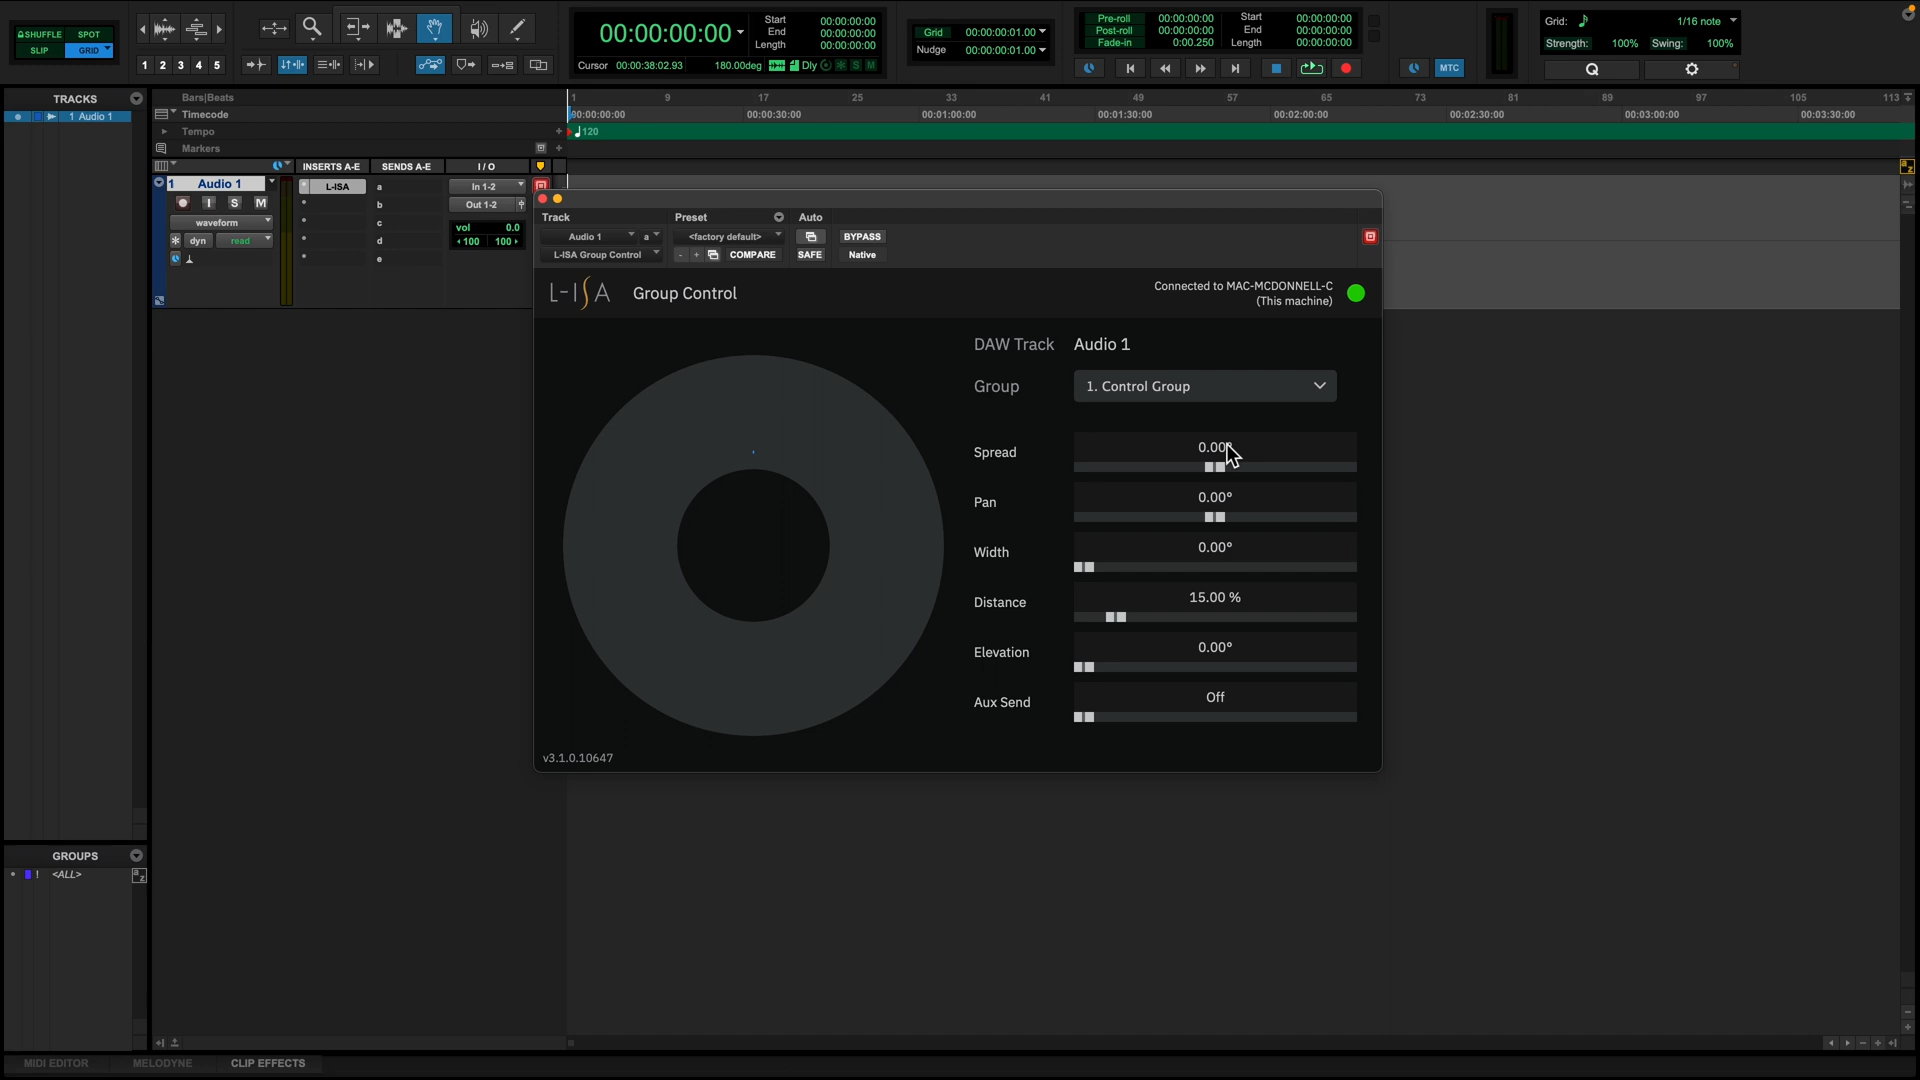 SHUFFLE SPOT
SLIP GRID
1 2 3 4 5
00:00:00:00
Start 00:00:00:00
End 00:00:00:00
Length 00:00:00:00
Cursor 00:00:38:02.93 180.00deg Dly S M
Grid 00:00:00:01.00
Nudge 00:00:00:01.00
Pre-roll 00:00:00:00
Post-roll 00:00:00:00
Fade-in 0:00.250
Start 00:00:00:00
End 00:00:00:00
Length 00:00:00:00
MTC
Grid: 1/16 note
Strength: 100% Swing: 100%
Q
TRACKS
1 Audio 1
Bars|Beats
1 9 17 25 33 41 49 57 65 73 81 89 97 105 113
Timecode
00:00:00:00 00:00:30:00 00:01:00:00 00:01:30:00 00:02:00:00 00:02:30:00 00:03:00:00 00:03:30:00
Tempo
120
Markers
INSERTS A-E SENDS A-E I / O
1 Audio 1 L-ISA a In 1-2
I S M b Out 1-2
waveform c vol 0.0
dyn read d 100 100
e
Track Preset Auto
Audio 1 a <factory default> BYPASS
L-ISA Group Control - + COMPARE SAFE Native
L-ISA Group Control
Connected to MAC-MCDONNELL-C
(This machine)
DAW Track Audio 1
Group 1. Control Group
Spread 0.00°
Pan 0.00°
Width 0.00°
Distance 15.00 %
Elevation 0.00°
Aux Send Off
v3.1.0.10647
GROUPS
! <ALL>
a z
MIDI EDITOR MELODYNE CLIP EFFECTS